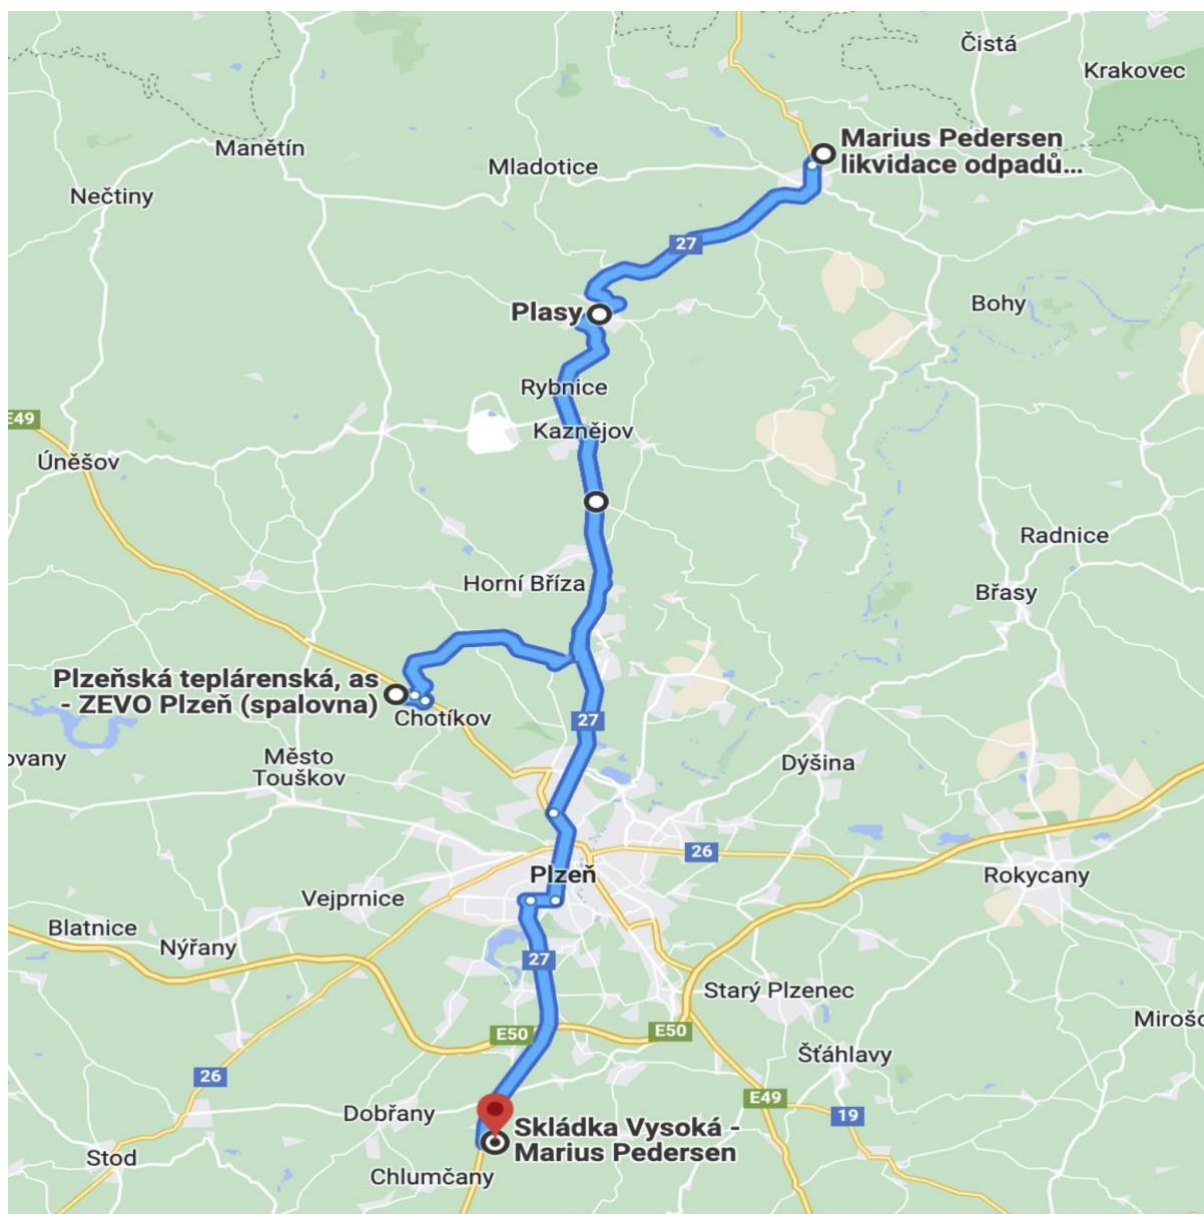 Čistá
Krakovec
Marius Pedersen
likvidace odpadů...
Manětín
Mladotice
Nečtiny
27
Bohy
Plasy
Rybnice
E49
Kaznějov
Úněšov
Radnice
Horní Bříza
Břasy
Plzeňská teplárenská, as
- ZEVO Plzeň (spalovna)
Chotíkov
27
ovany
Město
Touškov
Dýšina
26
Plzeň
Rokycany
Vejprnice
Blatnice
Nýřany
27
Starý Plzenec
Mirošo
E50
E50
Šťáhlavy
26
E49
Dobřany
19
Skládka Vysoká -
Marius Pedersen
Stod
Chlumčany